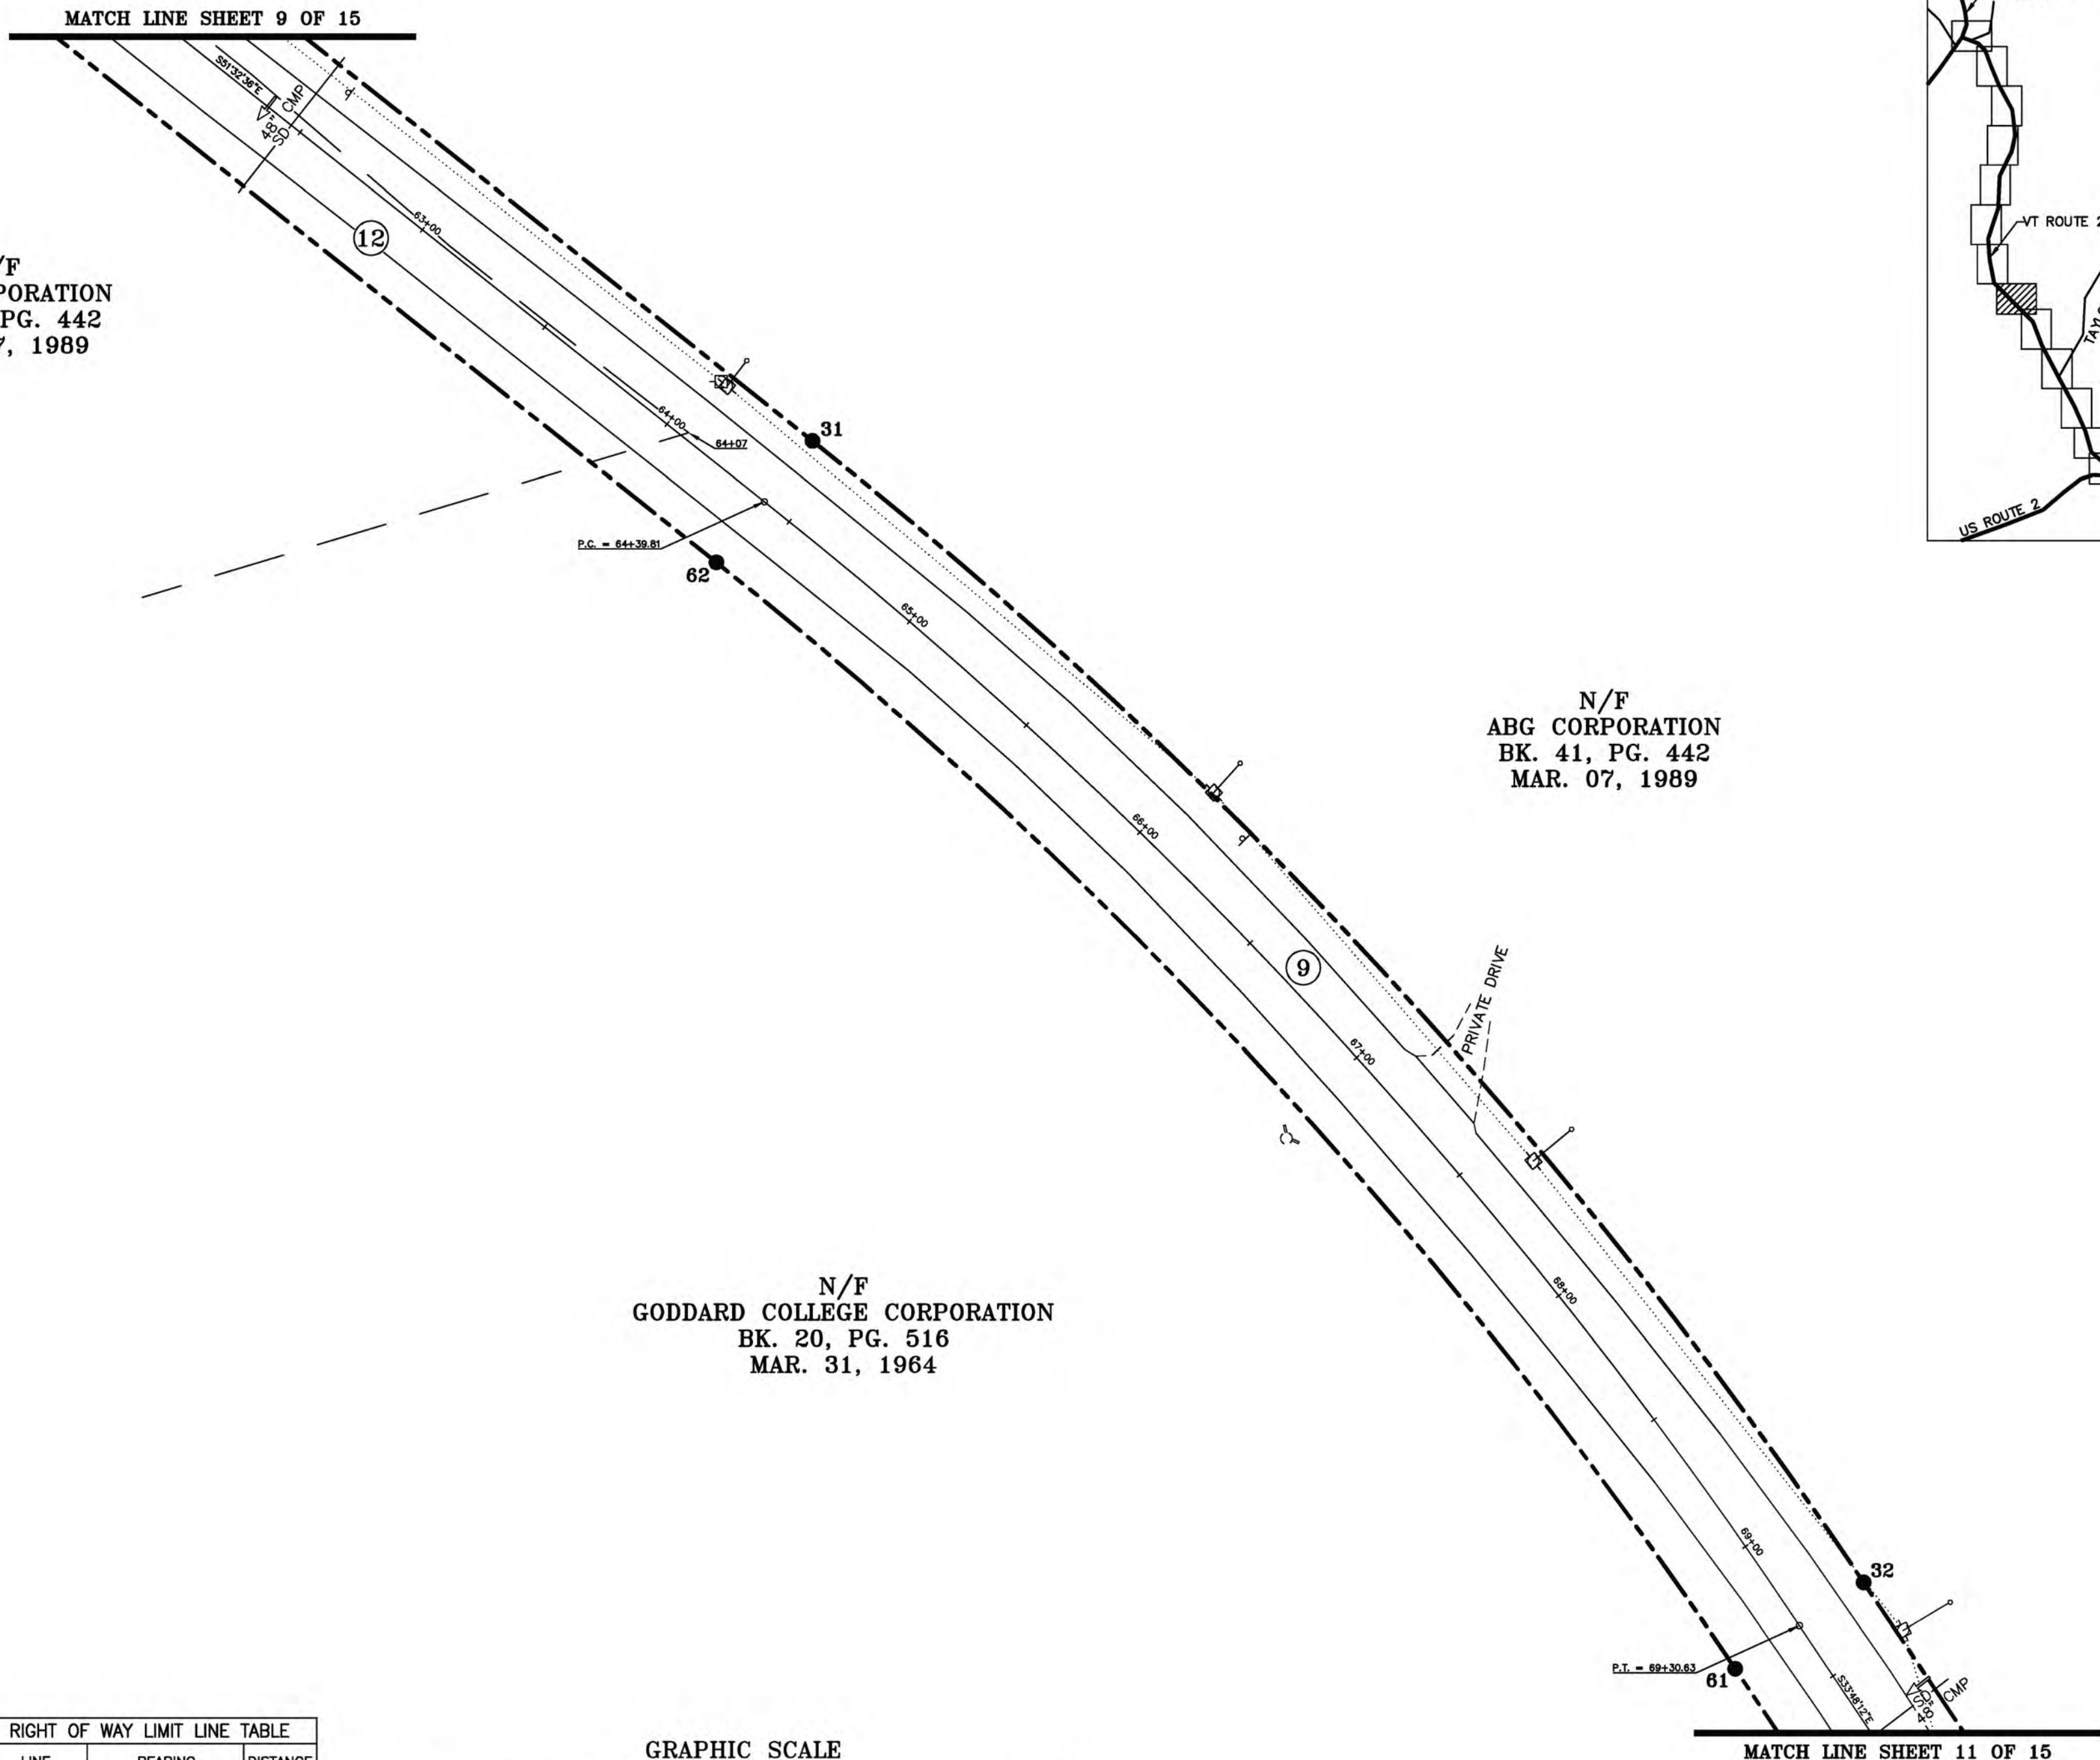 MATCH LINE SHEET 9 OF 15
S51°32'36"E
CMP
48"
SD
63+00
12
/F
PORATION
PG. 442
7, 1989
VT ROUTE 2
US ROUTE 2
31
64+00
64+07
P.C. = 64+39.81
62
65+00
N/F
ABG CORPORATION
BK. 41, PG. 442
MAR. 07, 1989
66+00
9
PRIVATE DRIVE
67+00
68+00
N/F
GODDARD COLLEGE CORPORATION
BK. 20, PG. 516
MAR. 31, 1964
69+00
32
P.T. = 69+30.63
61
S33°48'12"E
CMP
RIGHT OF WAY LIMIT LINE TABLE
LINE BEARING DISTANCE
GRAPHIC SCALE
MATCH LINE SHEET 11 OF 15